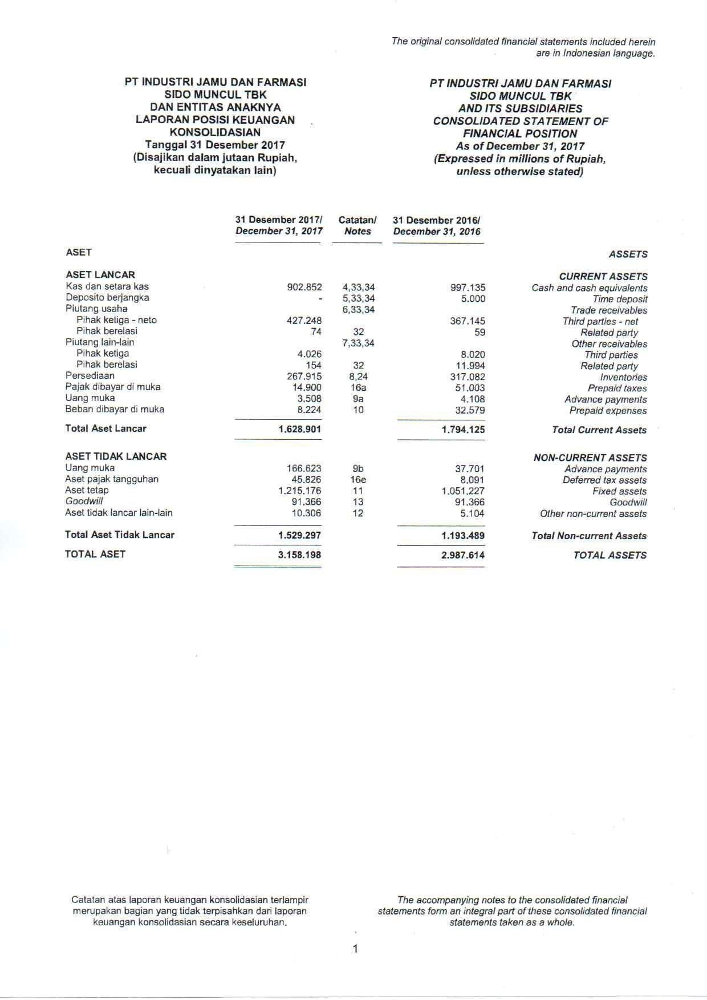 The original consolidated financial statements included herein
are in Indonesian language.
PT INDUSTRI JAMU DAN FARMASI
SIDO MUNCUL TBK
DAN ENTITAS ANAKNYA
LAPORAN POSISI KEUANGAN
KONSOLIDASIAN
Tanggal 31 Desember 2017
(Disajikan dalam jutaan Rupiah,
kecuali dinyatakan lain)
PT INDUSTRI JAMU DAN FARMASI
SIDO MUNCUL TBK
AND ITS SUBSIDIARIES
CONSOLIDATED STATEMENT OF
FINANCIAL POSITION
As of December 31, 2017
(Expressed in millions of Rupiah,
unless otherwise stated)
31 Desember 2017/ Catatan/ 31 Desember 2016/
December 31, 2017 Notes December 31, 2016
ASET ASSETS
ASET LANCAR CURRENT ASSETS
Kas dan setara kas 902.852 4,33,34 997.135 Cash and cash equivalents
Deposito berjangka - 5,33,34 5.000 Time deposit
Piutang usaha 6,33,34 Trade receivables
Pihak ketiga - neto 427.248 367.145 Third parties - net
Pihak berelasi 74 32 59 Related party
Piutang lain-lain 7,33,34 Other receivables
Pihak ketiga 4.026 8.020 Third parties
Pihak berelasi 154 32 11.994 Related party
Persediaan 267.915 8,24 317.082 Inventories
Pajak dibayar di muka 14.900 16a 51.003 Prepaid taxes
Uang muka 3.508 9a 4.108 Advance payments
Beban dibayar di muka 8.224 10 32.579 Prepaid expenses
Total Aset Lancar 1.628.901 1.794.125 Total Current Assets
ASET TIDAK LANCAR NON-CURRENT ASSETS
Uang muka 166.623 9b 37.701 Advance payments
Aset pajak tangguhan 45.826 16e 8.091 Deferred tax assets
Aset tetap 1.215.176 11 1.051.227 Fixed assets
Goodwill 91.366 13 91.366 Goodwill
Aset tidak lancar lain-lain 10.306 12 5.104 Other non-current assets
Total Aset Tidak Lancar 1.529.297 1.193.489 Total Non-current Assets
TOTAL ASET 3.158.198 2.987.614 TOTAL ASSETS
Catatan atas laporan keuangan konsolidasian terlampir
merupakan bagian yang tidak terpisahkan dari laporan
keuangan konsolidasian secara keseluruhan.
The accompanying notes to the consolidated financial
statements form an integral part of these consolidated financial
statements taken as a whole.
1